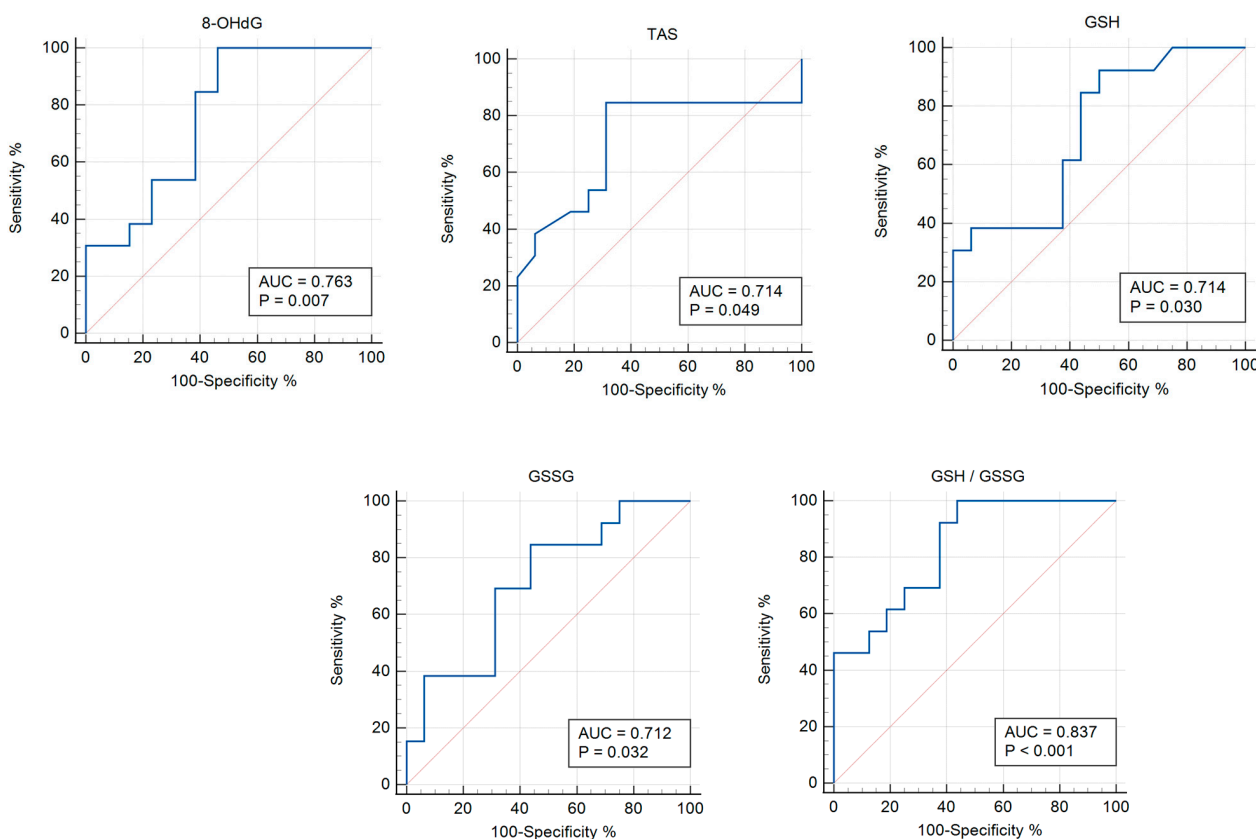 8-OHdG
Sensitivity %
100
80
60
40
20
0
AUC = 0.763
P = 0.007
0 20 40 60 80 100
100-Specificity %
TAS
Sensitivity %
100
80
60
40
20
0
AUC = 0.714
P = 0.049
0 20 40 60 80 100
100-Specificity %
GSH
Sensitivity %
100
80
60
40
20
0
AUC = 0.714
P = 0.030
0 20 40 60 80 100
100-Specificity %
GSSG
Sensitivity %
100
80
60
40
20
0
AUC = 0.712
P = 0.032
0 20 40 60 80 100
100-Specificity %
GSH / GSSG
Sensitivity %
100
80
60
40
20
0
AUC = 0.837
P < 0.001
0 20 40 60 80 100
100-Specificity %